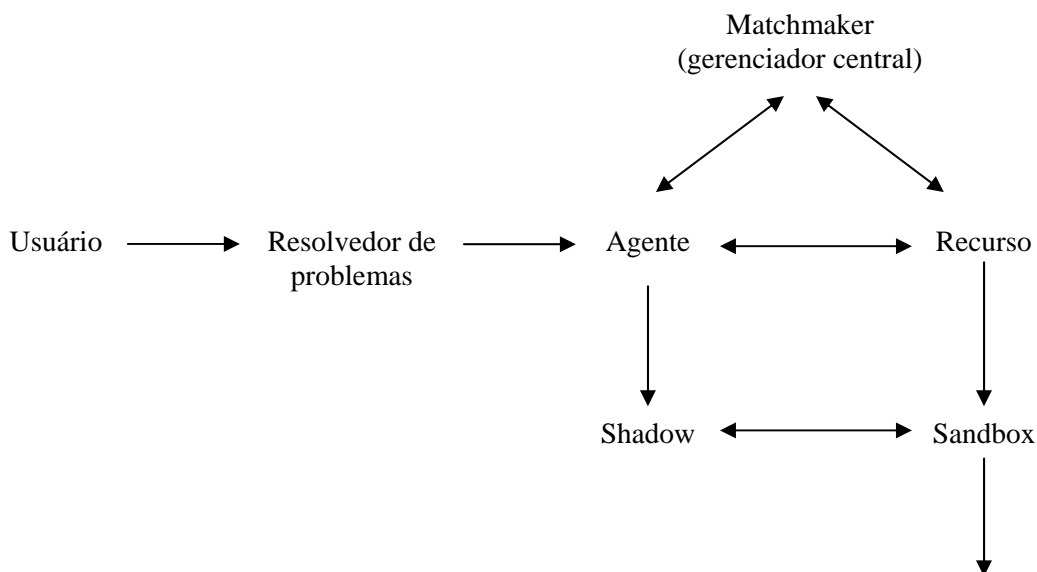 Matchmaker
(gerenciador central)
Usuário
Resolvedor de
problemas
Agente
Recurso
Shadow
Sandbox